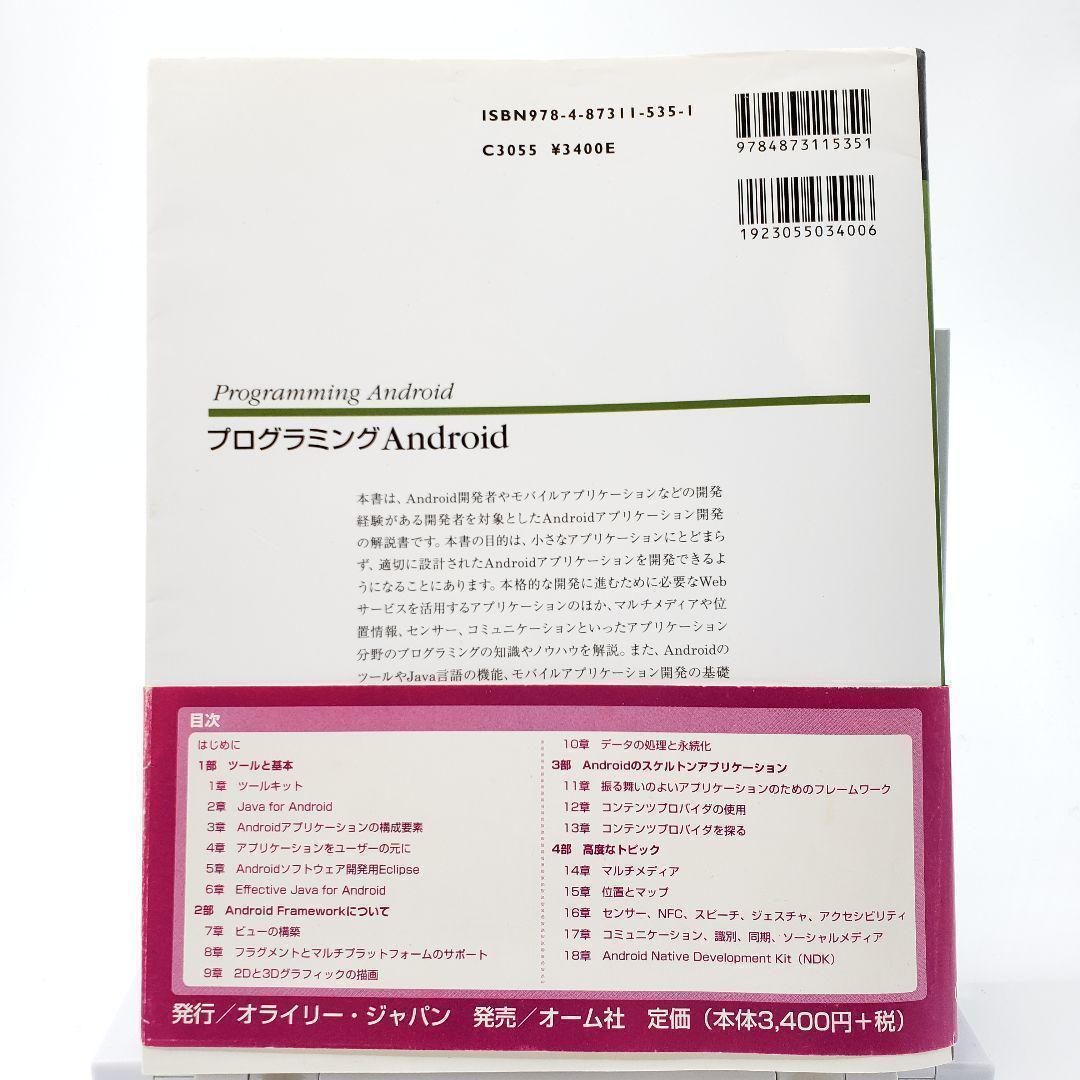 ISBN978-4-87311-535-1
C3055 ¥3400E
9784873115351
1923055034006
Programming Android
プログラミングAndroid
本書は、Android開発者やモバイルアプリケーションなどの開発
経験がある開発者を対象としたAndroidアプリケーション開発
の解説書です。本書の目的は、小さなアプリケーションにとどまら
ず、適切に設計されたAndroidアプリケーションを開発できるよ
うになることにあります。本格的な開発に進むために必要なWeb
サービスを活用するアプリケーションのほか、マルチメディアや位
置情報、センサー、コミュニケーションといったアプリケーション
分野のプログラミングの知識やノウハウを解説。また、Androidの
ツールやJava言語の機能、モバイルアプリケーション開発の基礎
目次
はじめに
1部 ツールと基本
1章 ツールキット
2章 Java for Android
3章 Androidアプリケーションの構成要素
4章 アプリケーションをユーザーの元に
5章 Androidソフトウェア開発用Eclipse
6章 Effective Java for Android
2部 Android Frameworkについて
7章 ビューの構築
8章 フラグメントとマルチプラットフォームのサポート
9章 2Dと3Dグラフィックの描画
10章 データの処理と永続化
3部 Androidのスケルトンアプリケーション
11章 振る舞いのよいアプリケーションのためのフレームワーク
12章 コンテンツプロバイダの使用
13章 コンテンツプロバイダを探る
4部 高度なトピック
14章 マルチメディア
15章 位置とマップ
16章 センサー、NFC、スピーチ、ジェスチャ、アクセシビリティ
17章 コミュニケーション、識別、同期、ソーシャルメディア
18章 Android Native Development Kit（NDK）
発行／オライリー・ジャパン 発売／オーム社 定価（本体3,400円＋税）